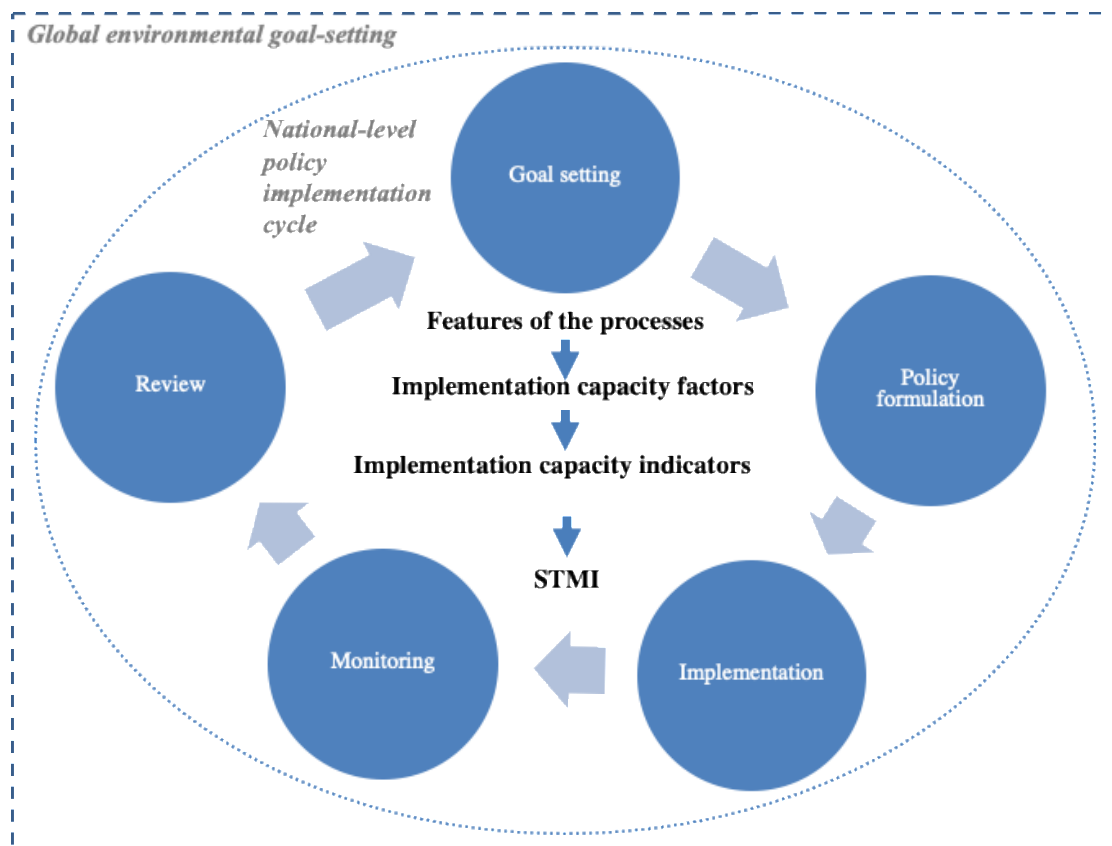 Global environmental goal-setting
National-level
policy
implementation
cycle
Goal setting
Features of the processes
Implementation capacity factors
Implementation capacity indicators
STMI
Policy
formulation
Implementation
Monitoring
Review